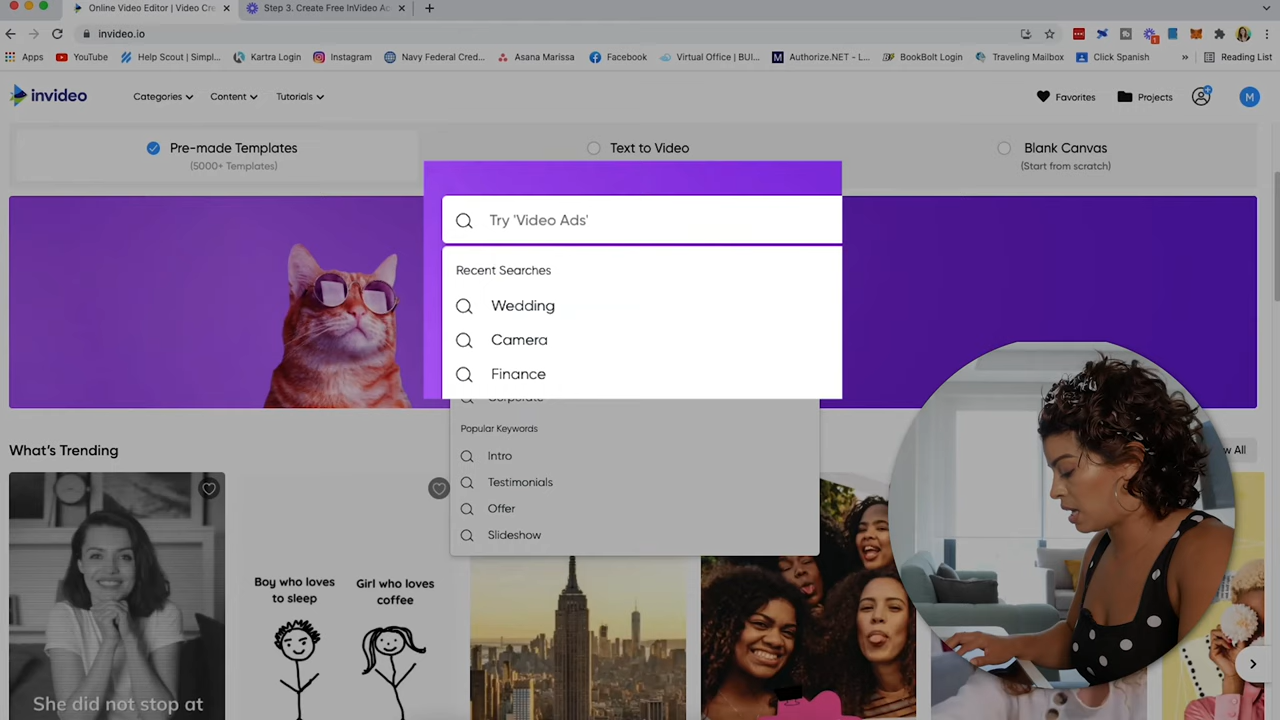 Online Video Editor | Video Cre
Step 3. Create Free InVideo Ac
invideo.io
1
Apps
YouTube
Help Scout | Simpl...
Kartra Login
Instagram
Navy Federal Cred...
Asana Marissa
Facebook
Virtual Office | BUI...
Authorize.NET - L...
BookBolt Login
Traveling Mailbox
Click Spanish
»
Reading List
invideo
Categories
Content
Tutorials
Favorites
Projects
M
Pre-made Templates
(5000+ Templates)
Text to Video
Blank Canvas
(Start from scratch)
Try 'Video Ads'
Recent Searches
Wedding
Camera
Finance
Corporate
Popular Keywords
Intro
Testimonials
Offer
Slideshow
What's Trending
All
She did not stop at
Boy who loves
to sleep
Girl who loves
coffee